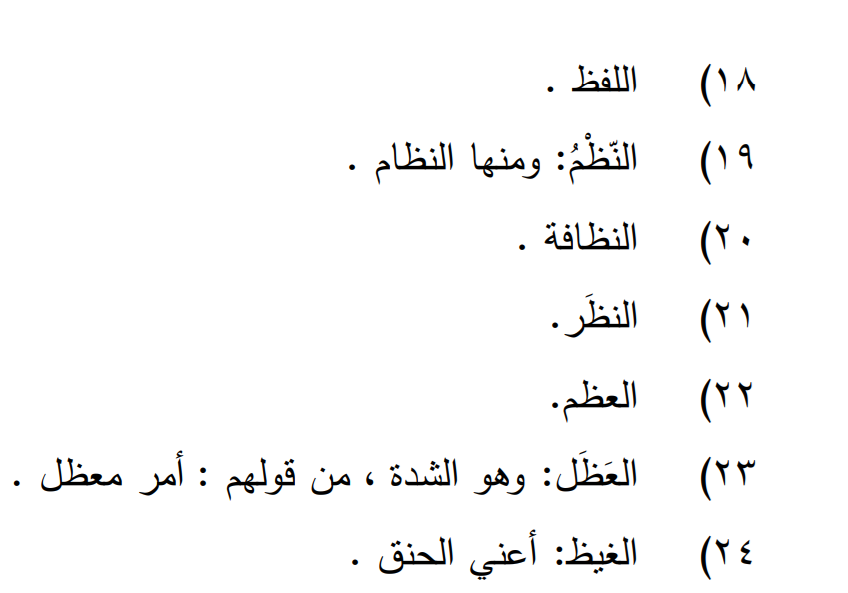 ١٨) اللفظ .
١٩) النّظْمُ: ومنها النظام .
٢٠) النظافة .
٢١) النظَر.
٢٢) العظم.
٢٣) العَظَل: وهو الشدة ، من قولهم : أمر معظل .
٢٤) الغيظ: أعني الحنق .